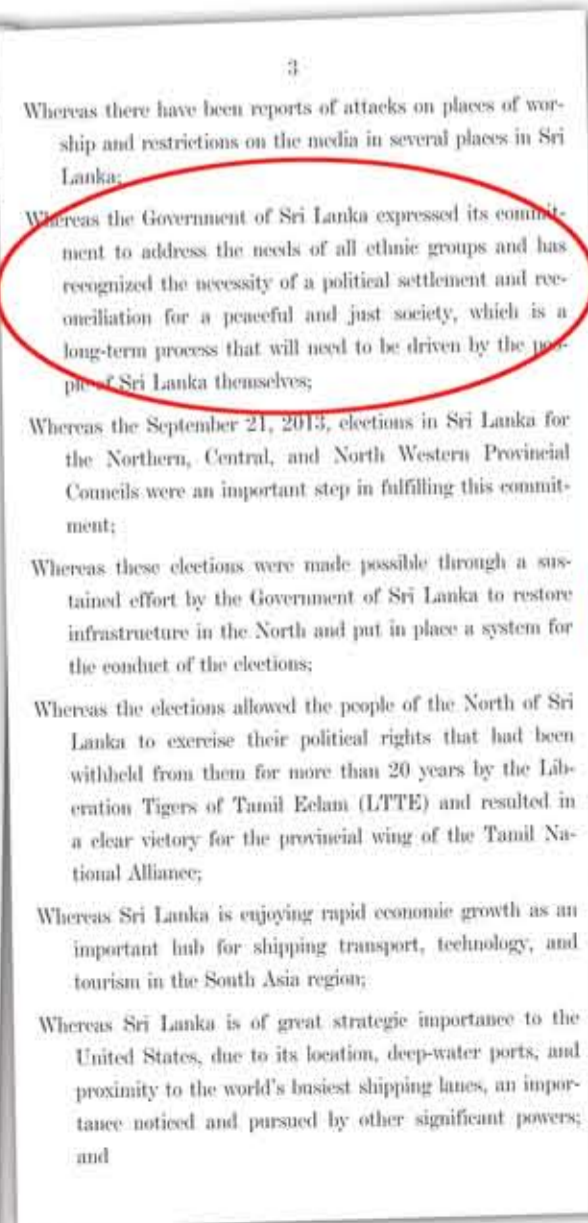 3
Whereas there have been reports of attacks on places of wor-
ship and restrictions on the media in several places in Sri
Lanka;
Whereas the Government of Sri Lanka expressed its commit-
ment to address the needs of all ethnic groups and has
recognized the necessity of a political settlement and rec-
onciliation for a peaceful and just society, which is a
long-term process that will need to be driven by the peo-
ple of Sri Lanka themselves;
Whereas the September 21, 2013, elections in Sri Lanka for
the Northern, Central, and North Western Provincial
Councils were an important step in fulfilling this commit-
ment;
Whereas these elections were made possible through a sus-
tained effort by the Government of Sri Lanka to restore
infrastructure in the North and put in place a system for
the conduct of the elections;
Whereas the elections allowed the people of the North of Sri
Lanka to exercise their political rights that had been
withheld from them for more than 20 years by the Lib-
eration Tigers of Tamil Eelam (LTTE) and resulted in
a clear victory for the provincial wing of the Tamil Na-
tional Alliance;
Whereas Sri Lanka is enjoying rapid economic growth as an
important hub for shipping transport, technology, and
tourism in the South Asia region;
Whereas Sri Lanka is of great strategic importance to the
United States, due to its location, deep-water ports, and
proximity to the world's busiest shipping lanes, an impor-
tance noticed and pursued by other significant powers;
and